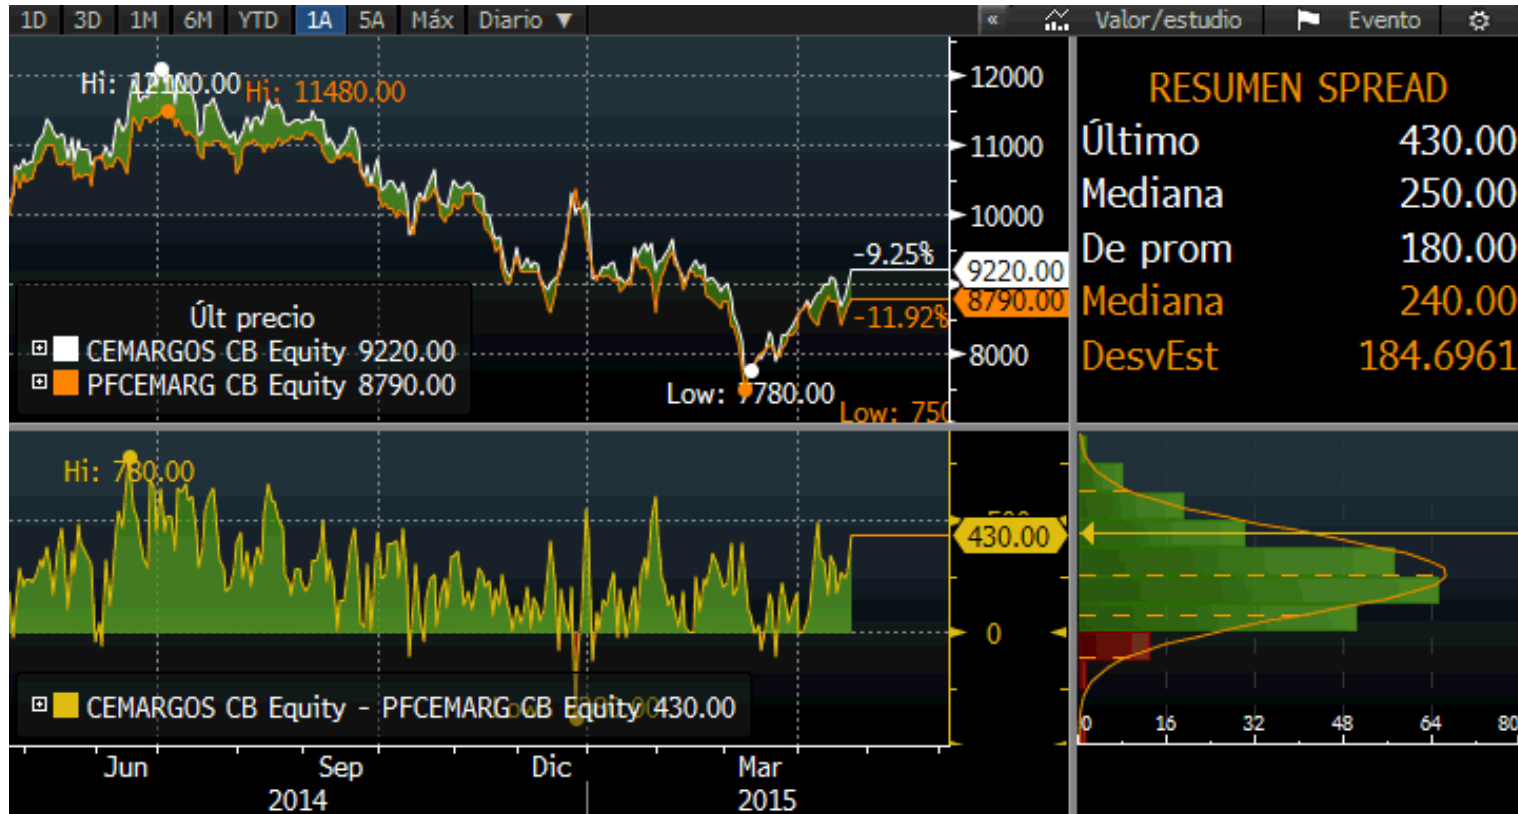 1D 3D 1M 6M YTD 1A 5A Máx Diario ▼ « Valor/estudio Evento
Hi: 12100.00
Hi: 11480.00
12000
11000
10000
-9.25%
9220.00
8790.00
-11.92%
8000
Últ precio
CEMARGOS CB Equity 9220.00
PFCEMARG CB Equity 8790.00
Low: 7780.00
Low: 750
RESUMEN SPREAD
Último 430.00
Mediana 250.00
De prom 180.00
Mediana 240.00
DesvEst 184.6961
Hi: 780.00
430.00
0
CEMARGOS CB Equity - PFCEMARG CB Equity 430.00
0 16 32 48 64 80
Jun Sep Dic Mar
2014 2015